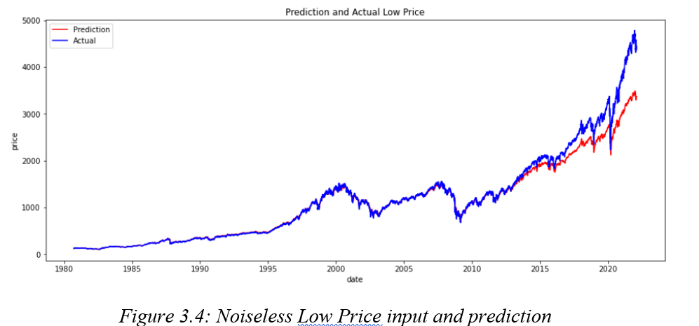 Prediction and Actual Low Price
Prediction
Actual
price
5000
4000
3000
2000
1000
0
1980 1985 1990 1995 2000 2005 2010 2015 2020
date
Figure 3.4: Noiseless Low Price input and prediction